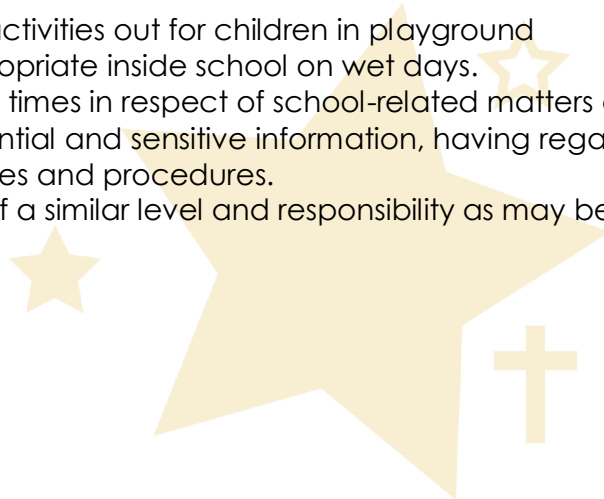 ctivities out for children in playground
opriate inside school on wet days.
times in respect of school-related matters
ntial and sensitive information, having rega
es and procedures.
f a similar level and responsibility as may be